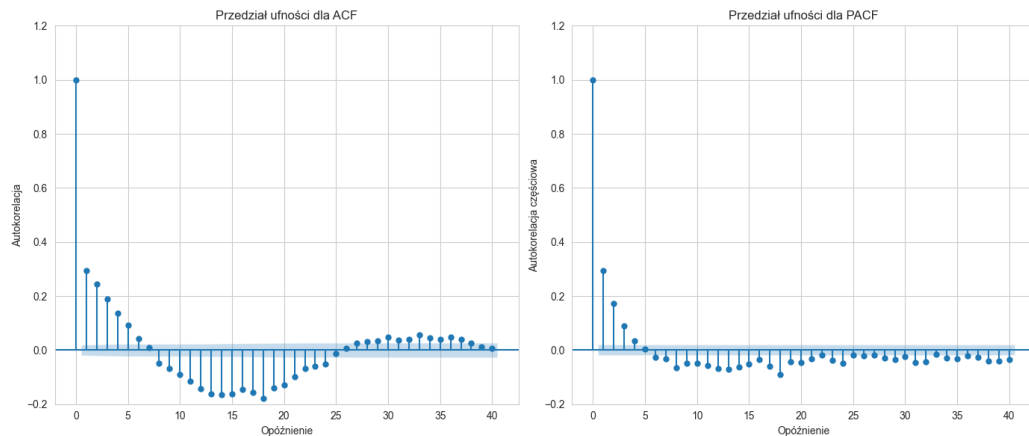 Przedział ufności dla ACF
1.2
1.0
0.8
0.6
0.4
0.2
0.0
−0.2
Autokorelacja
0 5 10 15 20 25 30 35 40
Opóźnienie
Przedział ufności dla PACF
1.2
1.0
0.8
0.6
0.4
0.2
0.0
−0.2
Autokorelacja częściowa
0 5 10 15 20 25 30 35 40
Opóźnienie